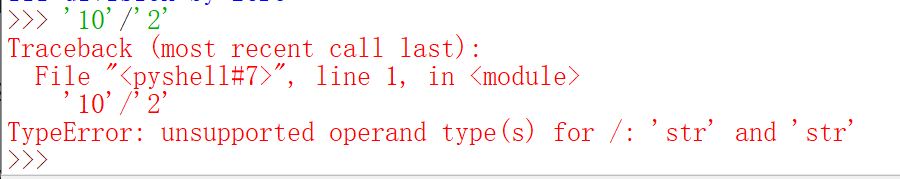 >>> '10'/'2'
Traceback (most recent call last):
  File "<pyshell#7>", line 1, in <module>
    '10'/'2'
TypeError: unsupported operand type(s) for /: 'str' and 'str'
>>>